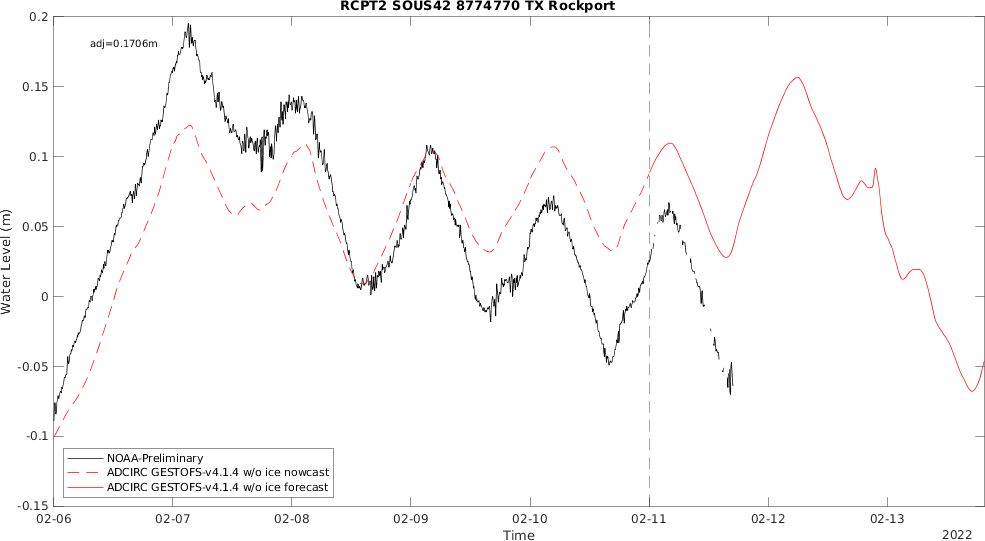 RCPT2 SOUS42 8774770 TX Rockport
adj=0.1706m
0.2
0.15
0.1
0.05
0
-0.05
-0.1
-0.15
Water Level (m)
NOAA-Preliminary
ADCIRC GESTOFS-v4.1.4 w/o ice nowcast
ADCIRC GESTOFS-v4.1.4 w/o ice forecast
02-06 02-07 02-08 02-09 02-10 02-11 02-12 02-13
Time
2022